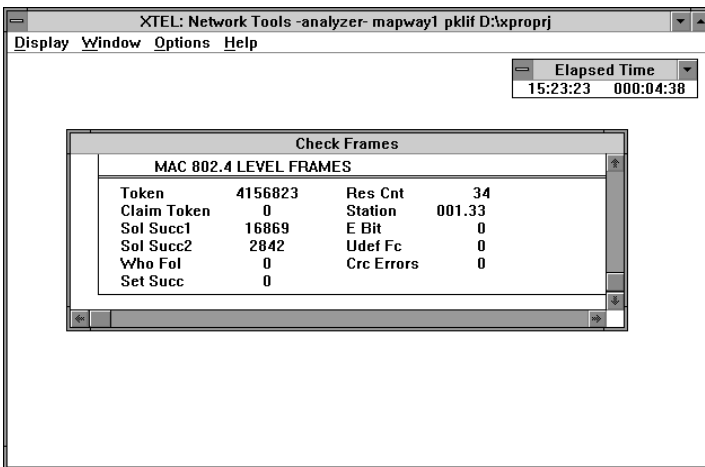 XTEL: Network Tools -analyzer- mapway1 pklif D:\xproprj
Display Window Options Help
Elapsed Time
15:23:23 000:04:38
Check Frames
MAC 802.4 LEVEL FRAMES
Token 4156823 Res Cnt 34
Claim Token 0 Station 001.33
Sol Succ1 16869 E Bit 0
Sol Succ2 2842 Udef Fc 0
Who Fol 0 Crc Errors 0
Set Succ 0